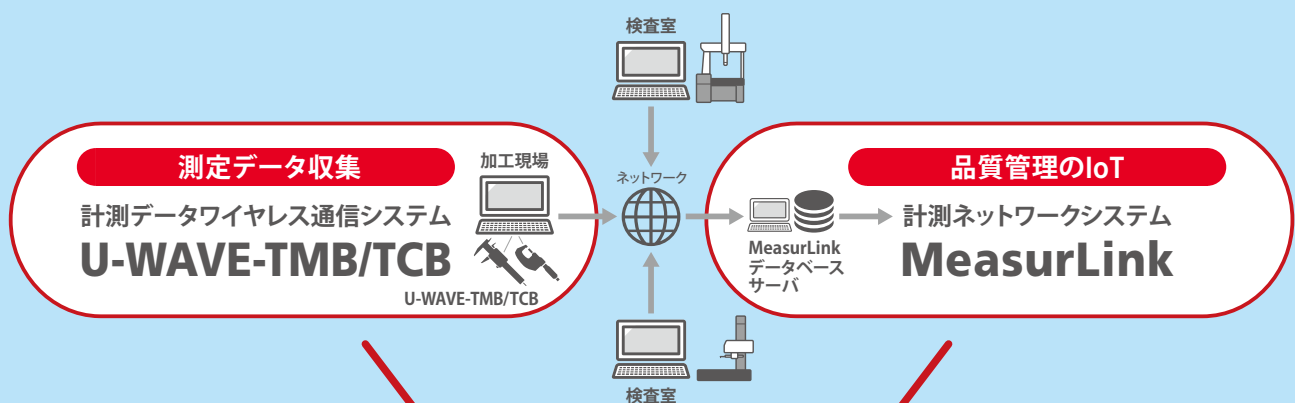 検査室
測定データ収集
計測データワイヤレス通信システム
U-WAVE-TMB/TCB
加工現場
U-WAVE-TMB/TCB
ネットワーク
品質管理のIoT
MeasurLink
データベース
サーバ
計測ネットワークシステム
MeasurLink
検査室